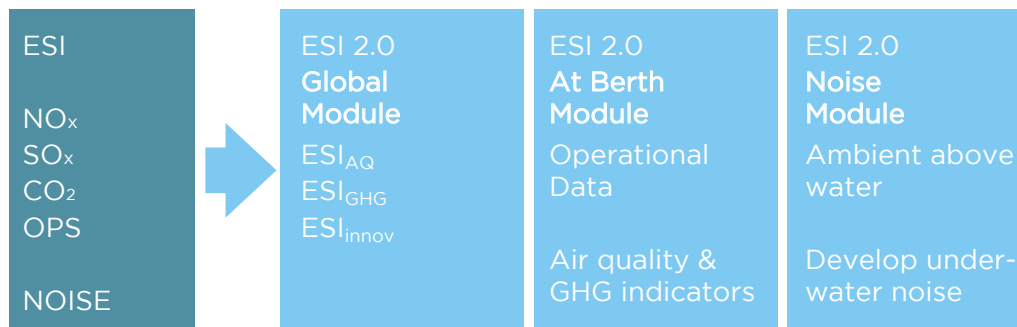 ESI
NOx
SOx
CO2
OPS
NOISE
ESI 2.0
Global
Module
ESIAQ
ESIGHG
ESIinnov
ESI 2.0
At Berth
Module
Operational
Data
Air quality &
GHG indicators
ESI 2.0
Noise
Module
Ambient above
water
Develop under-
water noise